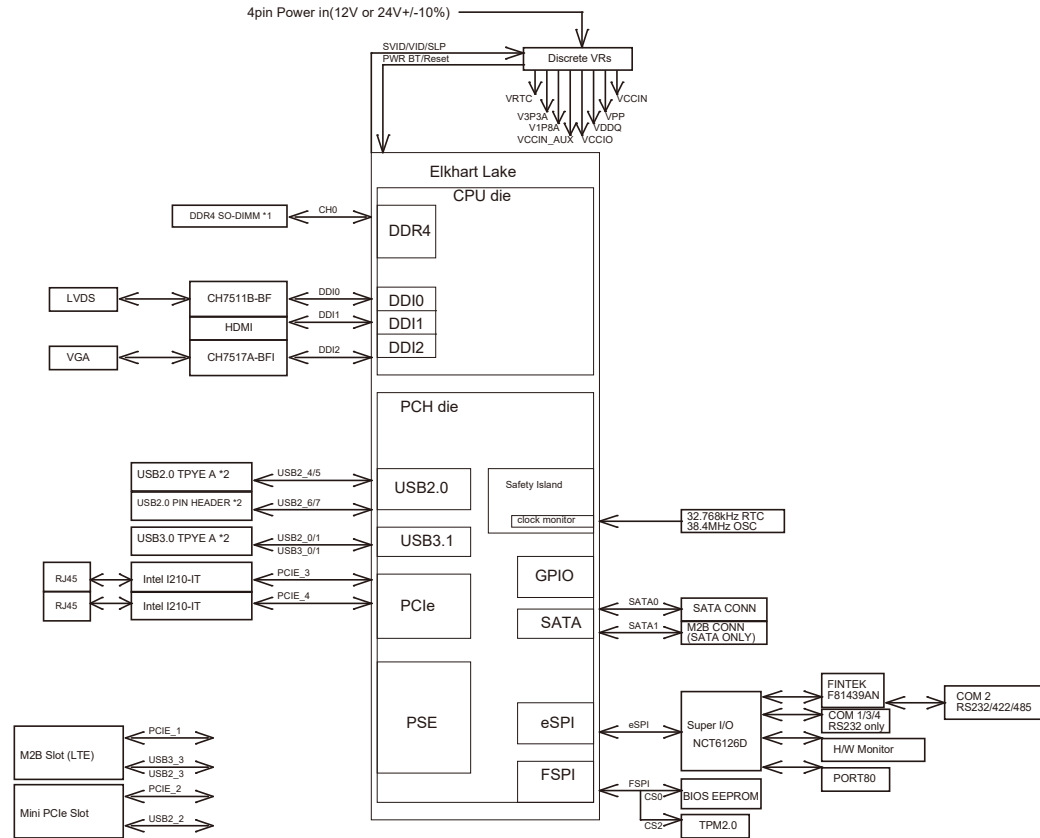 4pin Power in(12V or 24V+/-10%)
SVID/VID/SLP
PWR BT/Reset
Discrete VRs
VRTC
VCCIN
V3P3A
VPP
V1P8A
VDDQ
VCCIN_AUX
VCCIO
Elkhart Lake
CPU die
DDR4 SO-DIMM *1
CH0
DDR4
LVDS
CH7511B-BF
DDI0
DDI0
HDMI
DDI1
DDI1
VGA
CH7517A-BFI
DDI2
DDI2
PCH die
USB2.0 TPYE A *2
USB2_4/5
USB2.0
USB2.0 PIN HEADER *2
USB2_6/7
Safety Island
clock monitor
32.768kHz RTC
38.4MHz OSC
USB3.0 TPYE A *2
USB2_0/1
USB3_0/1
USB3.1
RJ45
Intel I210-IT
PCIE_3
RJ45
Intel I210-IT
PCIE_4
PCIe
GPIO
SATA
SATA0
SATA CONN
SATA1
M2B CONN
(SATA ONLY)
PSE
eSPI
eSPI
Super I/O
NCT6126D
FINTEK
F81439AN
COM 2
RS232/422/485
COM 1/3/4
RS232 only
H/W Monitor
PORT80
FSPI
FSPI
CS0
BIOS EEPROM
CS2
TPM2.0
M2B Slot (LTE)
PCIE_1
USB3_3
USB2_3
Mini PCIe Slot
PCIE_2
USB2_2